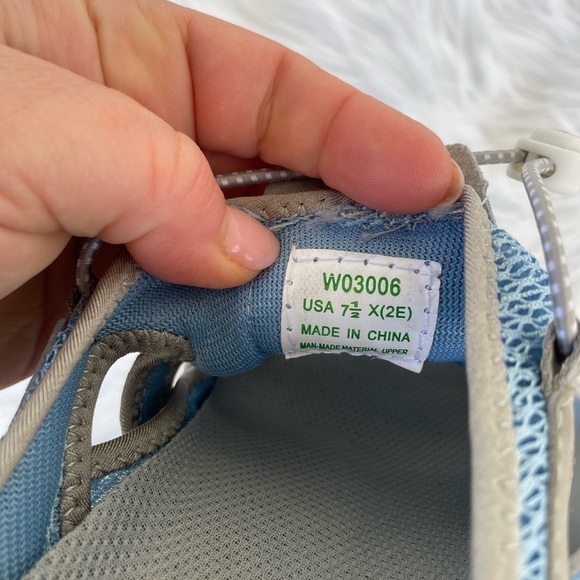 W03006
USA 7½ X(2E)
MADE IN CHINA
MAN-MADE MATERIAL UPPER